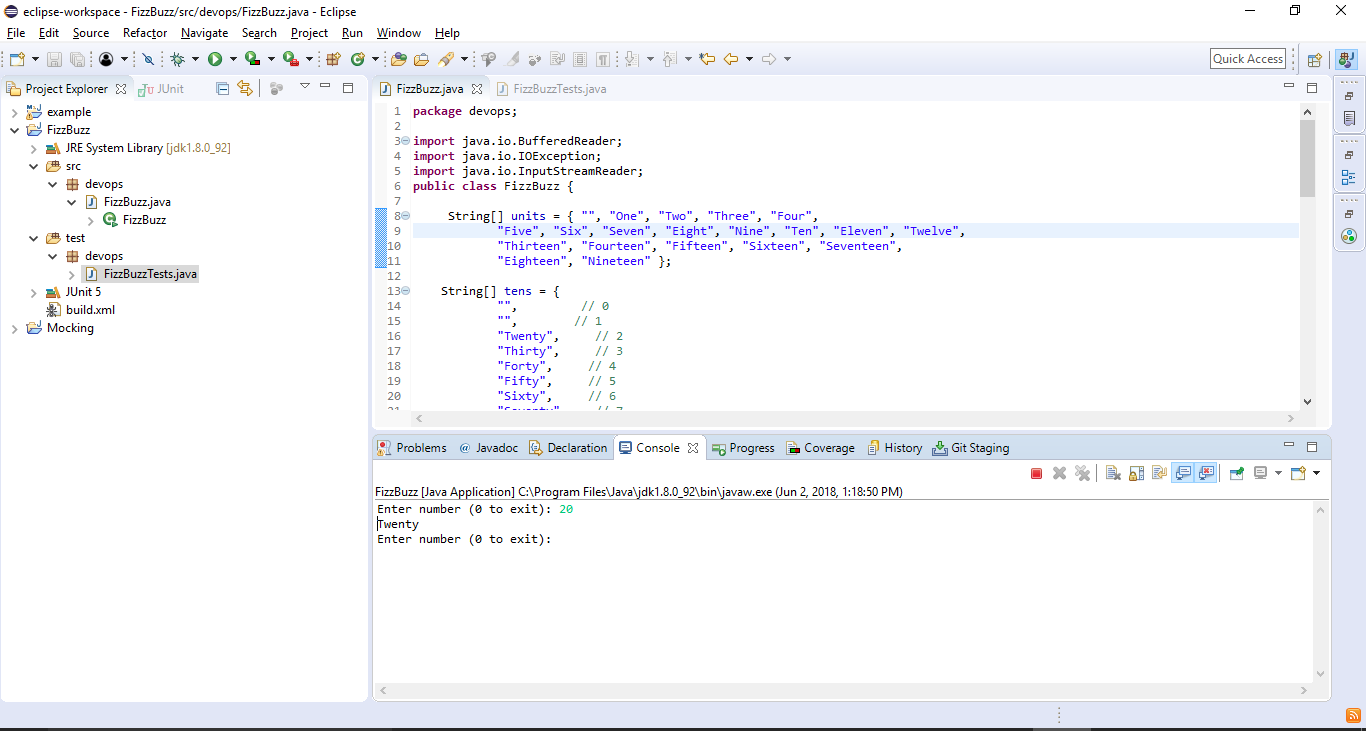 eclipse-workspace - FizzBuzz/src/devops/FizzBuzz.java - Eclipse
File Edit Source Refactor Navigate Search Project Run Window Help
Quick Access
Project Explorer JUnit
example
FizzBuzz
JRE System Library [jdk1.8.0_92]
src
devops
FizzBuzz.java
FizzBuzz
test
devops
FizzBuzzTests.java
JUnit 5
build.xml
Mocking
FizzBuzz.java FizzBuzzTests.java
1 package devops;
2
3 import java.io.BufferedReader;
4 import java.io.IOException;
5 import java.io.InputStreamReader;
6 public class FizzBuzz {
7
8 String[] units = { "", "One", "Two", "Three", "Four",
9 "Five", "Six", "Seven", "Eight", "Nine", "Ten", "Eleven", "Twelve",
10 "Thirteen", "Fourteen", "Fifteen", "Sixteen", "Seventeen",
11 "Eighteen", "Nineteen" };
12
13 String[] tens = {
14 "", // 0
15 "", // 1
16 "Twenty", // 2
17 "Thirty", // 3
18 "Forty", // 4
19 "Fifty", // 5
20 "Sixty", // 6
21 "Seventy" // 7
Problems @ Javadoc Declaration Console Progress Coverage History Git Staging
FizzBuzz [Java Application] C:\Program Files\Java\jdk1.8.0_92\bin\javaw.exe (Jun 2, 2018, 1:18:50 PM)
Enter number (0 to exit): 20
Twenty
Enter number (0 to exit):